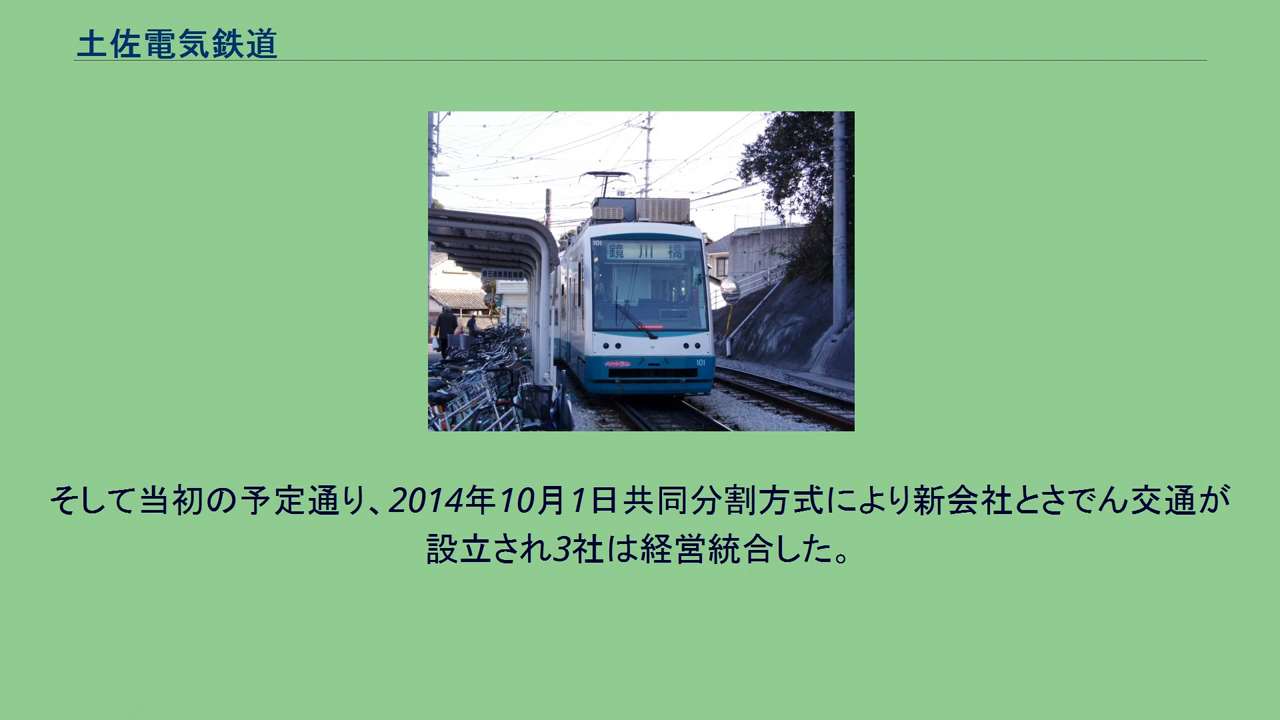 土佐電気鉄道
101
鏡川橋
101
そして当初の予定通り、2014年10月1日共同分割方式により新会社とさでん交通が
設立され3社は経営統合した。